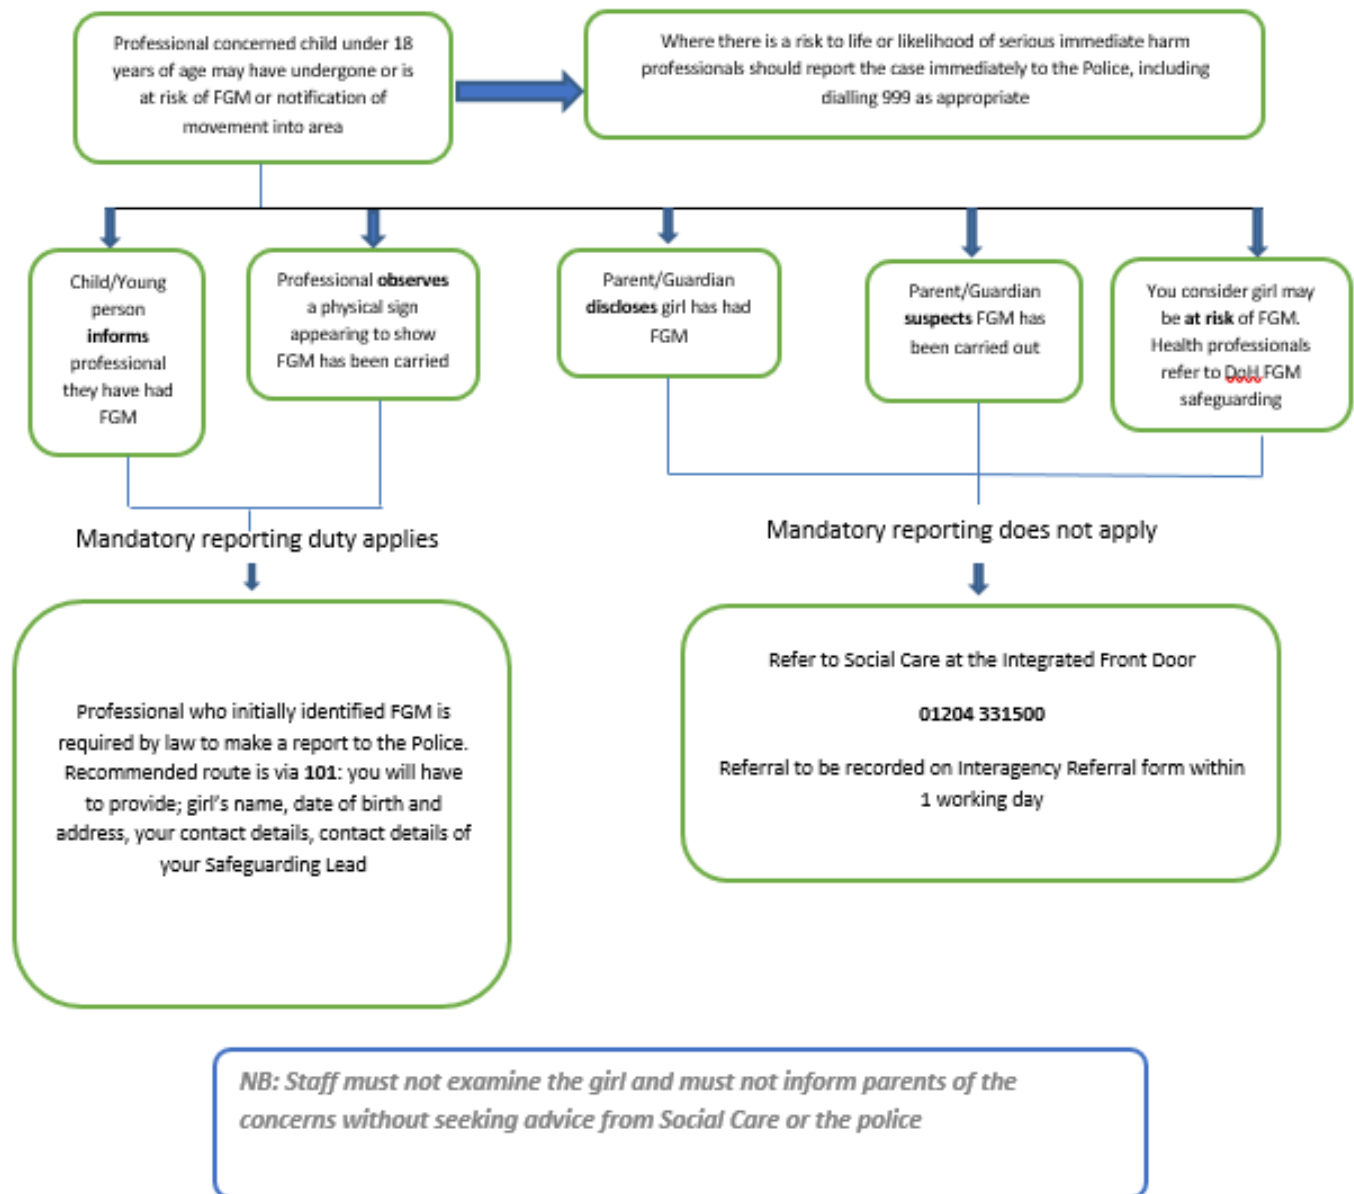 Professional concerned child under 18
years of age may have undergone or is
at risk of FGM or notification of
movement into area
Where there is a risk to life or likelihood of serious immediate harm
professionals should report the case immediately to the Police, including
dialling 999 as appropriate
Child/Young
person
informs
professional
they have had
FGM
Professional observes
a physical sign
appearing to show
FGM has been carried
Parent/Guardian
discloses girl has had
FGM
Parent/Guardian
suspects FGM has
been carried out
You consider girl may
be at risk of FGM.
Health professionals
refer to DoH FGM
safeguarding
Mandatory reporting duty applies
Mandatory reporting does not apply
Professional who initially identified FGM is
required by law to make a report to the Police.
Recommended route is via 101: you will have
to provide; girl's name, date of birth and
address, your contact details, contact details of
your Safeguarding Lead
Refer to Social Care at the Integrated Front Door
01204 331500
Referral to be recorded on Interagency Referral form within
1 working day
NB: Staff must not examine the girl and must not inform parents of the
concerns without seeking advice from Social Care or the police